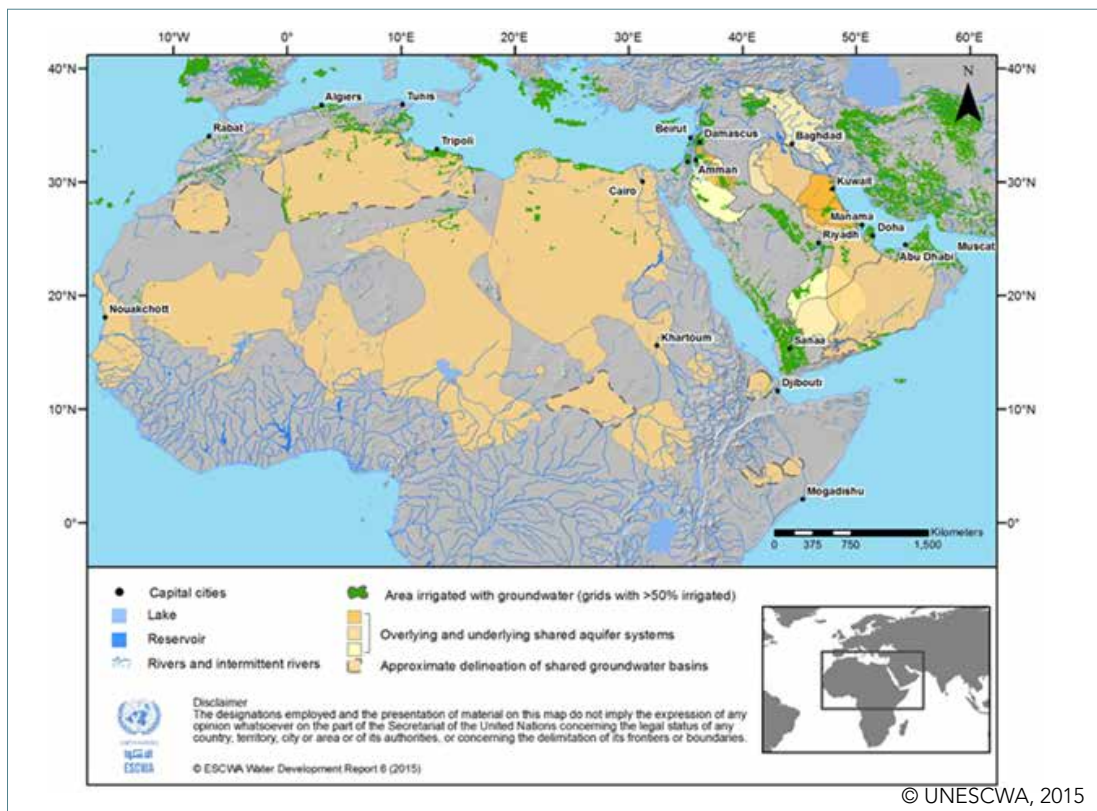 10°W 0° 10°E 20°E 30°E 40°E 50°E 60°E
40°N 40°N
N
Algiers
Tunis
Rabat
Tripoli
Beirut
Damascus
Baghdad
Amman
30°N 30°N
Cairo
Kuwait
Manama
Doha
Riyadh
Muscat
Abu Dhabi
20°N 20°N
Nouakchott
Khartoum
Sanaa
Djibouti
10°N 10°N
Mogadishu
0° 0°
Kilometers
0 375 750 1,500
Capital cities
Lake
Reservoir
Rivers and intermittent rivers
Area irrigated with groundwater (grids with >50% irrigated)
Overlying and underlying shared aquifer systems
Approximate delineation of shared groundwater basins
Disclaimer
The designations employed and the presentation of material on this map do not imply the expression of any
opinion whatsoever on the part of the Secretariat of the United Nations concerning the legal status of any
country, territory, city or area or of its authorities, or concerning the delimitation of its frontiers or boundaries.
الإسكوا
ESCWA
© ESCWA Water Development Report 6 (2015)
© UNESCWA, 2015